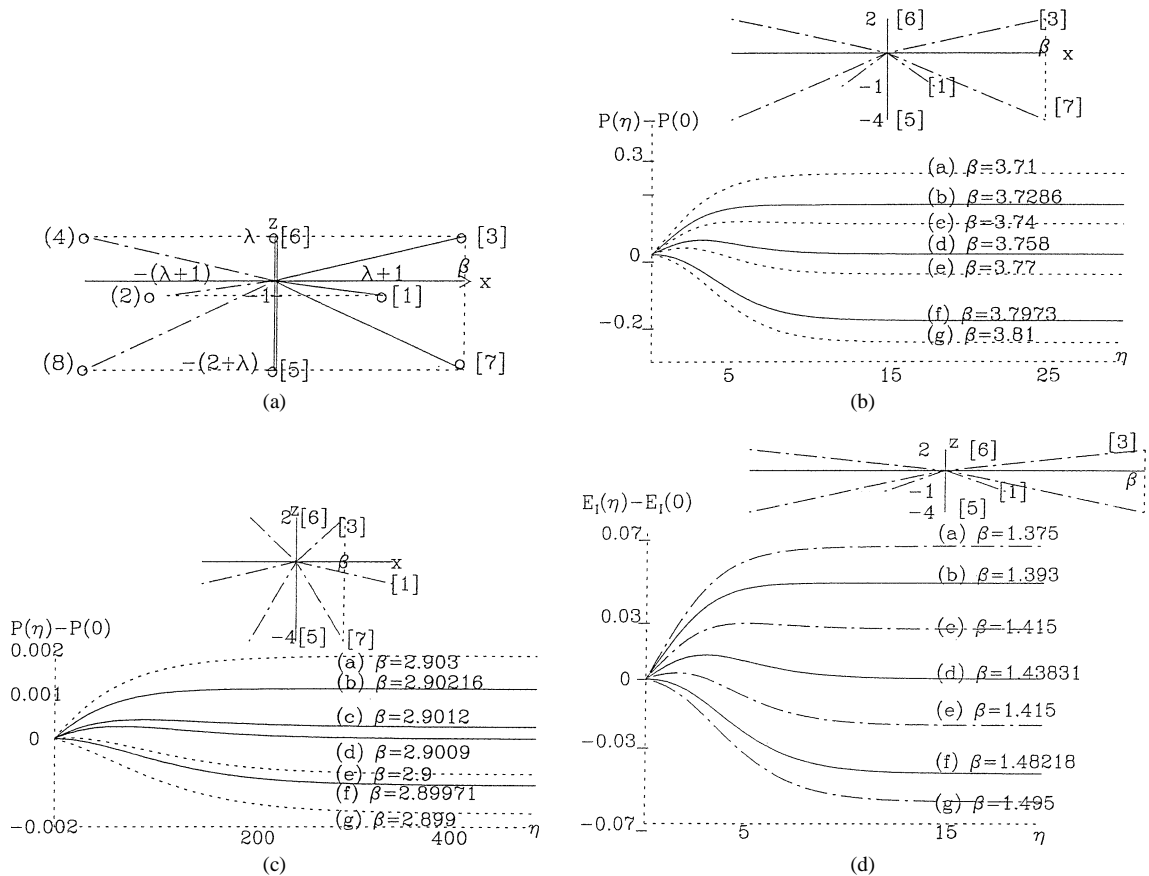 z
(4)
λ
[6]
[3]
−(λ+1)
λ+1
β
x
(2)
−1
[1]
(8)
−(2+λ)
[5]
[7]
(a)
2
[6]
[3]
β
x
−1
[1]
−4
[5]
[7]
P(η)−P(0)
0.3
(a) β=3.71
(b) β=3.7286
(c) β=3.74
0
(d) β=3.758
(e) β=3.77
−0.2
(f) β=3.7973
(g) β=3.81
η
5
15
25
(b)
z
2
[6]
[3]
β
x
[1]
−4
[5]
[7]
P(η)−P(0)
0.002
(a) β=2.903
(b) β=2.90216
0.001
(c) β=2.9012
0
(d) β=2.9009
(e) β=2.9
(f) β=2.89971
(g) β=2.899
−0.002
200
400
η
(c)
2
z
[6]
[3]
β
−1
[1]
−4
[5]
E_I(η)−E_I(0)
0.07
(a) β=1.375
(b) β=1.393
0.03
(c) β=1.415
0
(d) β=1.43831
(e) β=1.415
−0.03
(f) β=1.48218
(g) β=1.495
−0.07
5
15
η
(d)